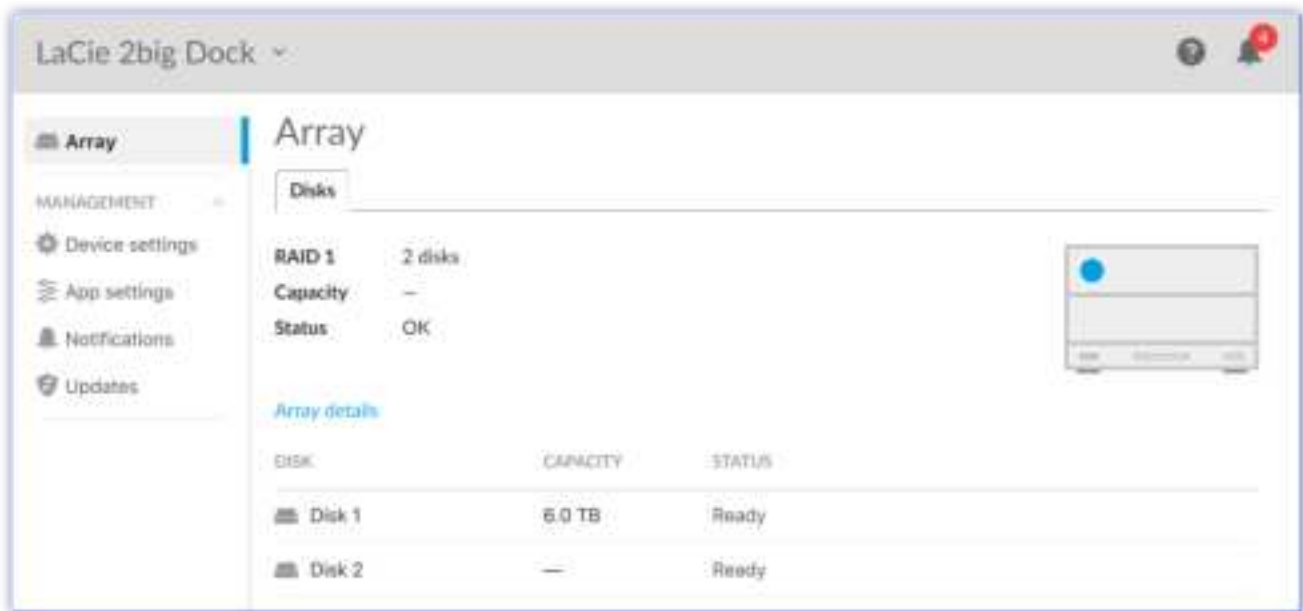 LaCie 2big Dock
4
Array
MANAGEMENT
Device settings
App settings
Notifications
Updates
Array
Disks
RAID 1 2 disks
Capacity —
Status OK
Array details
DISK CAPACITY STATUS
Disk 1 6.0 TB Ready
Disk 2 — Ready